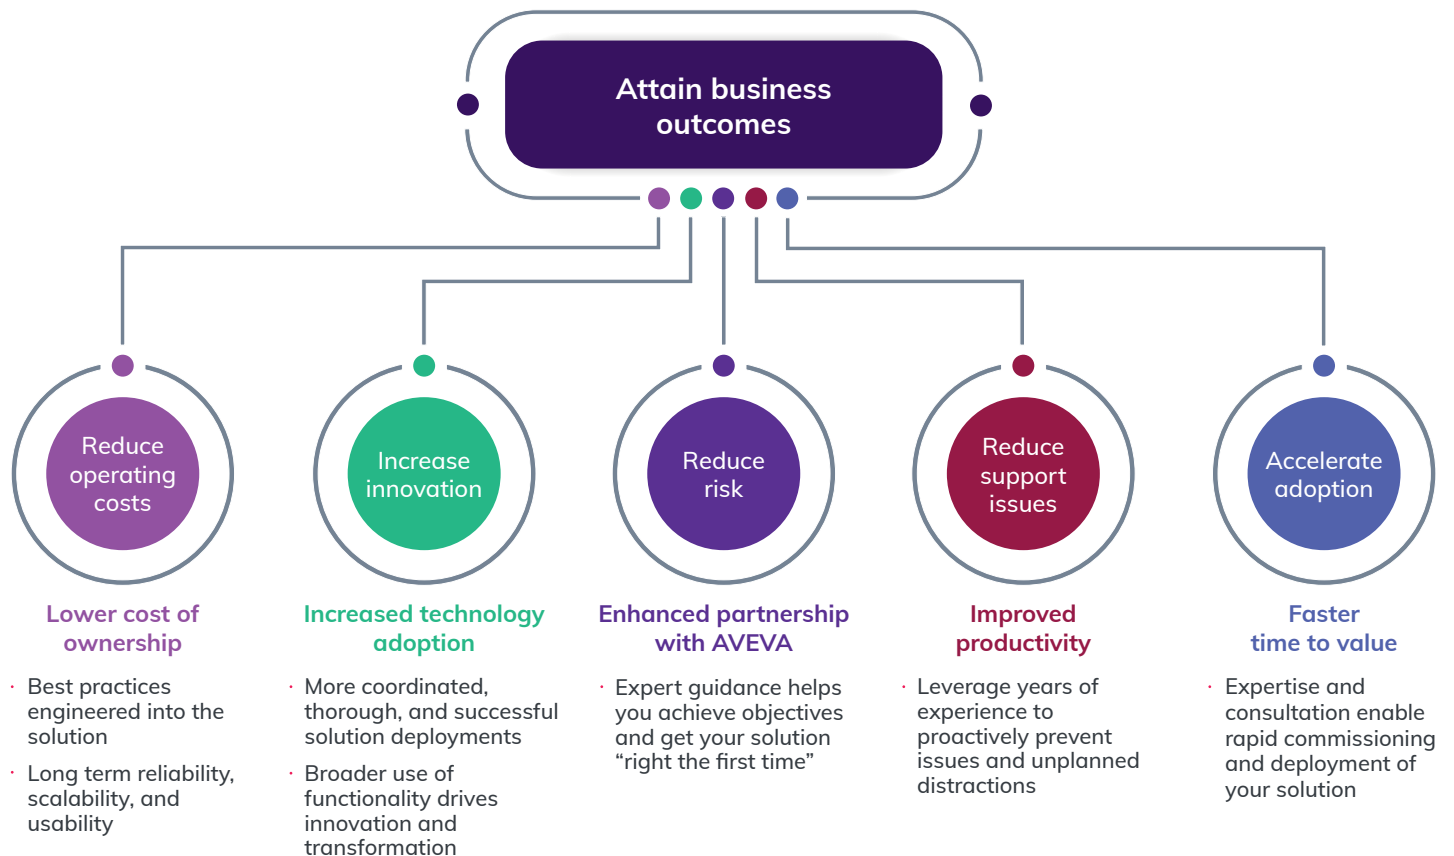 Attain business
outcomes
Reduce
operating
costs
Increase
innovation
Reduce
risk
Reduce
support
issues
Accelerate
adoption
Lower cost of
ownership
· Best practices
engineered into the
solution
· Long term reliability,
scalability, and
usability
Increased technology
adoption
· More coordinated,
thorough, and successful
solution deployments
· Broader use of
functionality drives
innovation and
transformation
Enhanced partnership
with AVEVA
· Expert guidance helps
you achieve objectives
and get your solution
“right the first time”
Improved
productivity
· Leverage years of
experience to
proactively prevent
issues and unplanned
distractions
Faster
time to value
· Expertise and
consultation enable
rapid commissioning
and deployment of
your solution